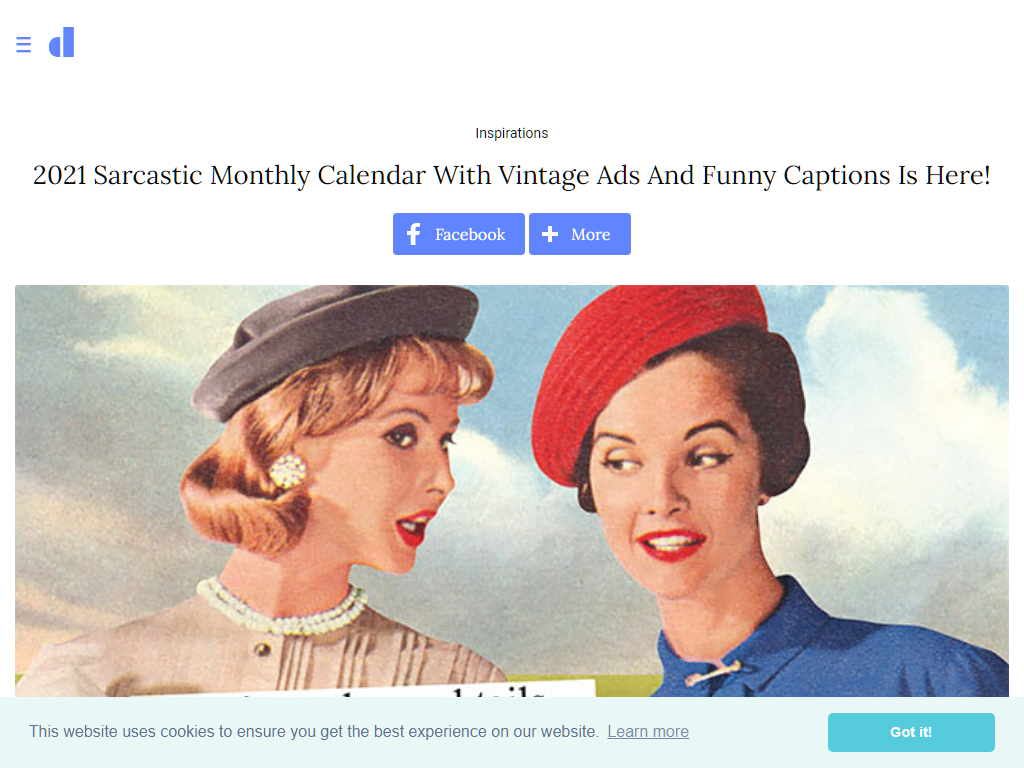 Inspirations
2021 Sarcastic Monthly Calendar With Vintage Ads And Funny Captions Is Here!
Facebook
More
This website uses cookies to ensure you get the best experience on our website. Learn more
Got it!